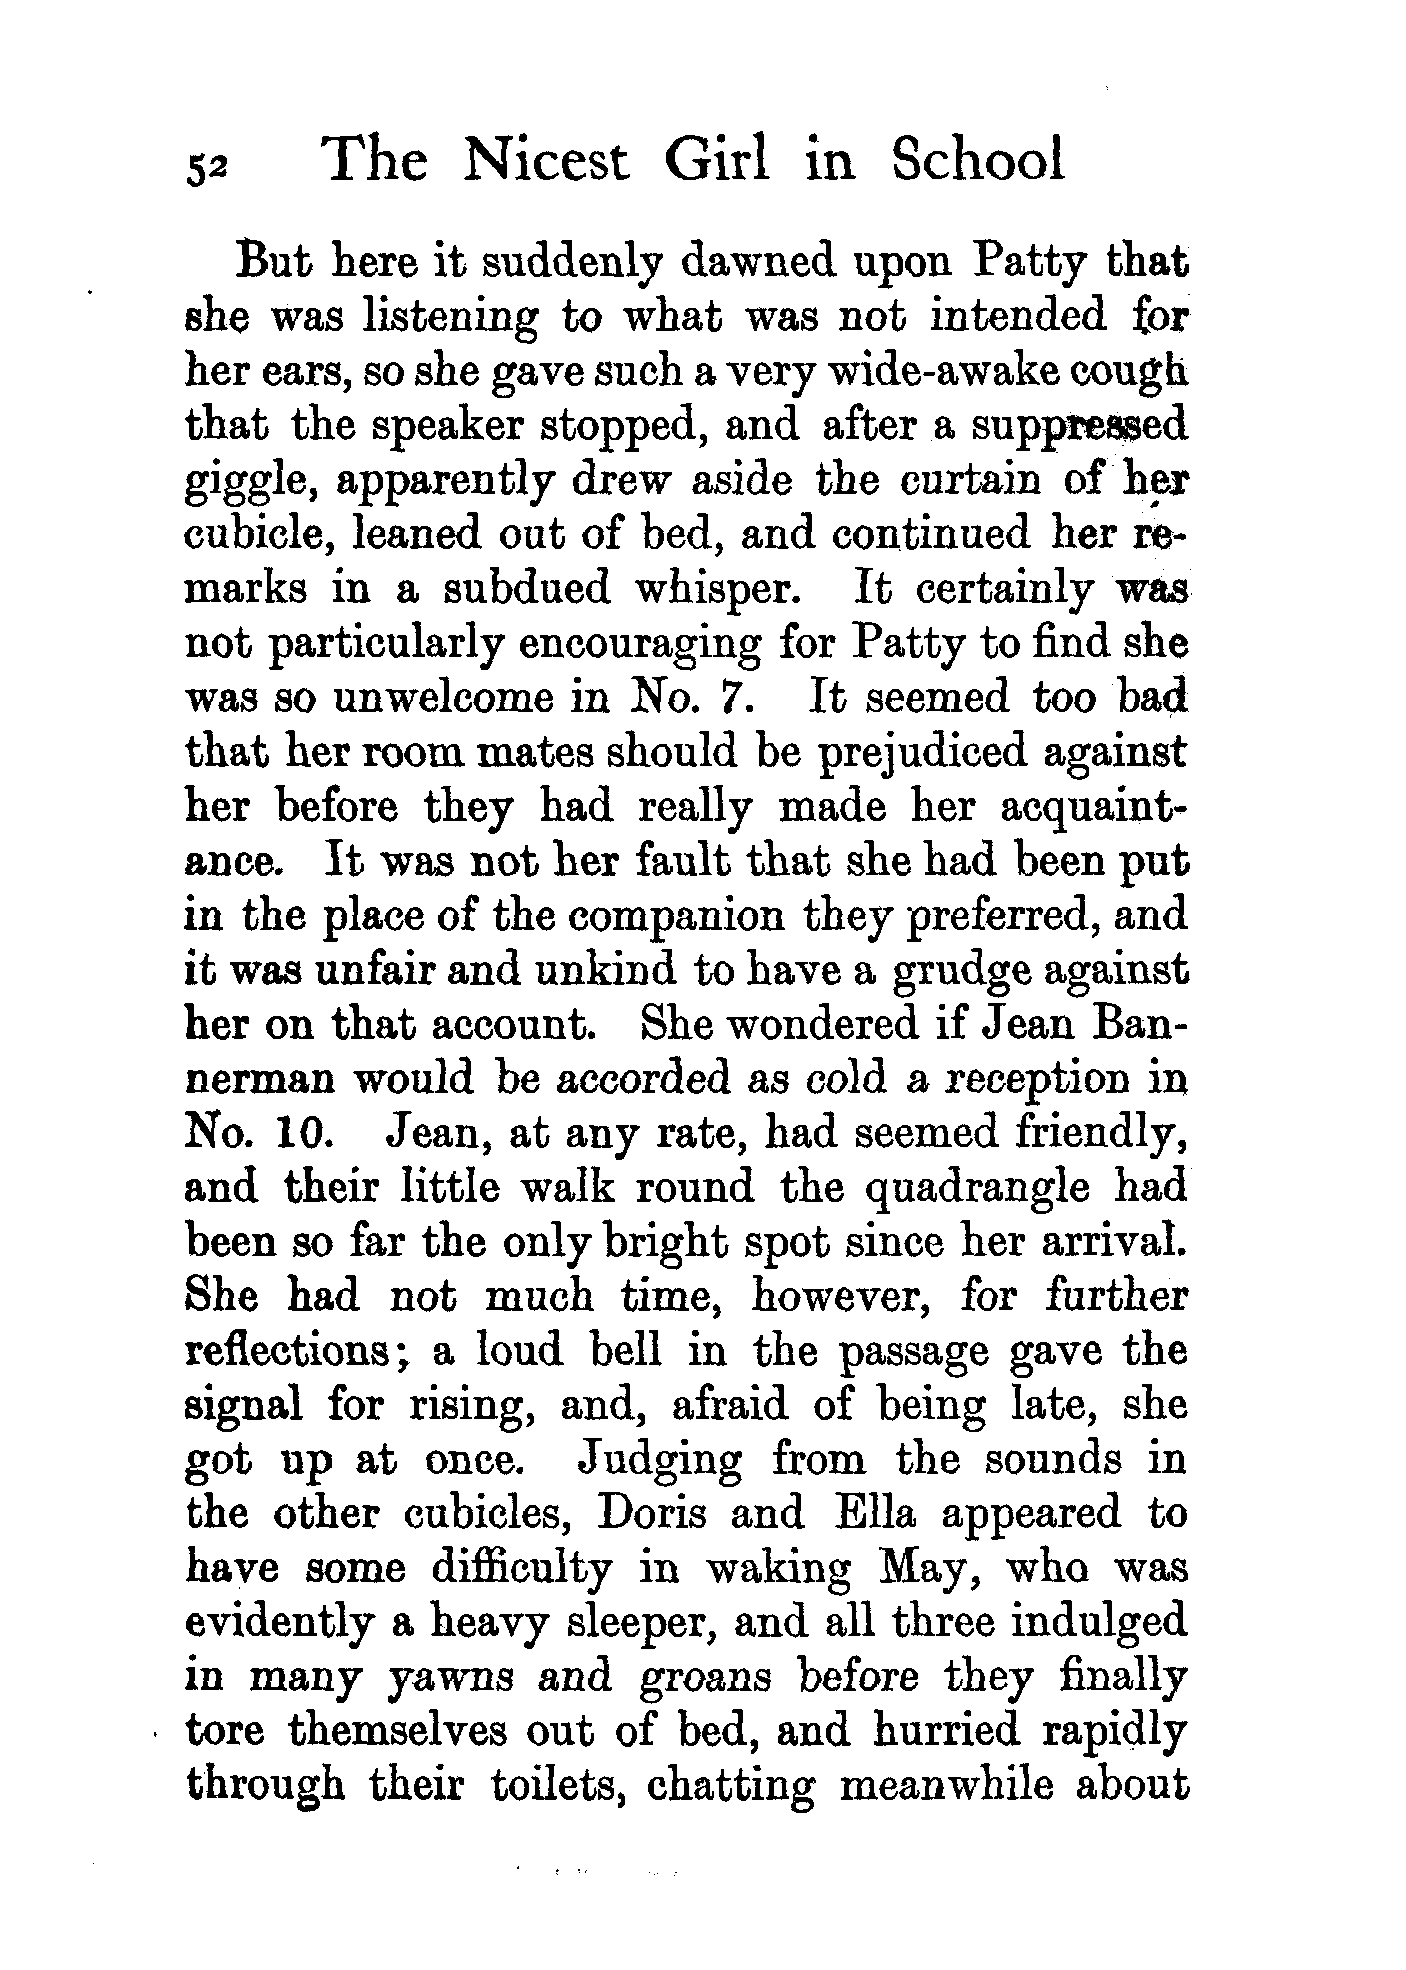 52 The Nicest Girl in School
But here it suddenly dawned upon Patty that
she was listening to what was not intended for
her ears, so she gave such a very wide-awake cough
that the speaker stopped, and after a suppressed
giggle, apparently drew aside the curtain of her
cubicle, leaned out of bed, and continued her re-
marks in a subdued whisper. It certainly was
not particularly encouraging for Patty to find she
was so unwelcome in No. 7. It seemed too bad
that her room mates should be prejudiced against
her before they had really made her acquaint-
ance. It was not her fault that she had been put
in the place of the companion they preferred, and
it was unfair and unkind to have a grudge against
her on that account. She wondered if Jean Ban-
nerman would be accorded as cold a reception in
No. 10. Jean, at any rate, had seemed friendly,
and their little walk round the quadrangle had
been so far the only bright spot since her arrival.
She had not much time, however, for further
reflections; a loud bell in the passage gave the
signal for rising, and, afraid of being late, she
got up at once. Judging from the sounds in
the other cubicles, Doris and Ella appeared to
have some difficulty in waking May, who was
evidently a heavy sleeper, and all three indulged
in many yawns and groans before they finally
tore themselves out of bed, and hurried rapidly
through their toilets, chatting meanwhile about